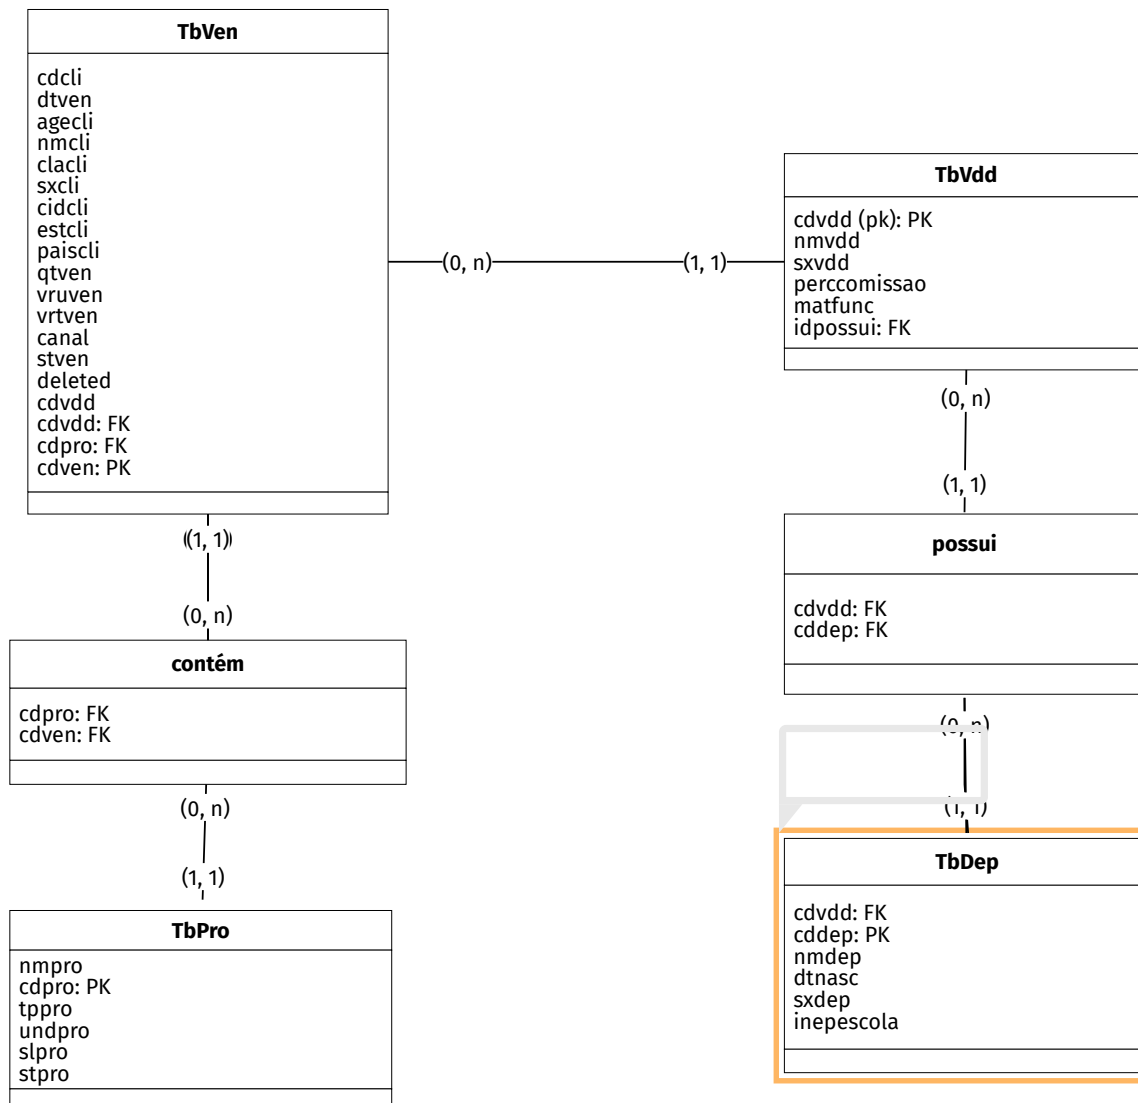 TbVen
cdcli
dtven
agecli
nmcli
clacli
sxcli
cidcli
estcli
paiscli
qtven
vruven
vrtven
canal
stven
deleted
cdvdd
cdvdd: FK
cdpro: FK
cdven: PK
(0, n)
(1, 1)
TbVdd
cdvdd (pk): PK
nmvdd
sxvdd
perccomissao
matfunc
idpossui: FK
(0, n)
(1, 1)
possui
cdvdd: FK
cddep: FK
(0, n)
(1, 1)
TbDep
cdvdd: FK
cddep: PK
nmdep
dtnasc
sxdep
inepescola
(1, 1)
(0, n)
contém
cdpro: FK
cdven: FK
(0, n)
(1, 1)
TbPro
nmpro
cdpro: PK
tppro
undpro
slpro
stpro